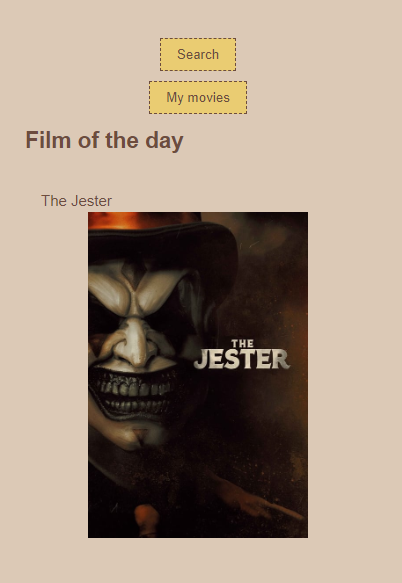 Search
My movies
Film of the day
The Jester
THE
JESTER